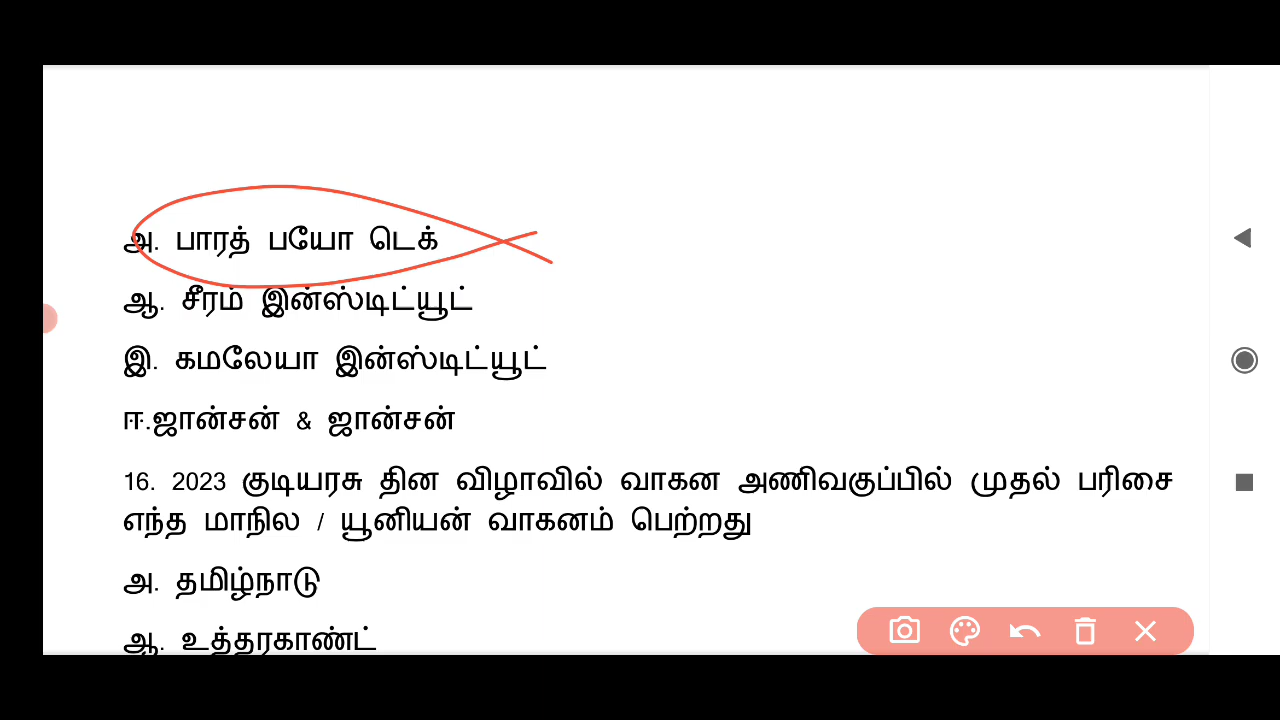 அ. பாரத் பயோ டெக்
ஆ. சீரம் இன்ஸ்டிட்யூட்
இ. கமலேயா இன்ஸ்டிட்யூட்
ஈ.ஜான்சன் & ஜான்சன்
16. 2023 குடியரசு தின விழாவில் வாகன அணிவகுப்பில் முதல் பரிசை
எந்த மாநில / யூனியன் வாகனம் பெற்றது
அ. தமிழ்நாடு
ஆ. உத்தரகாண்ட்